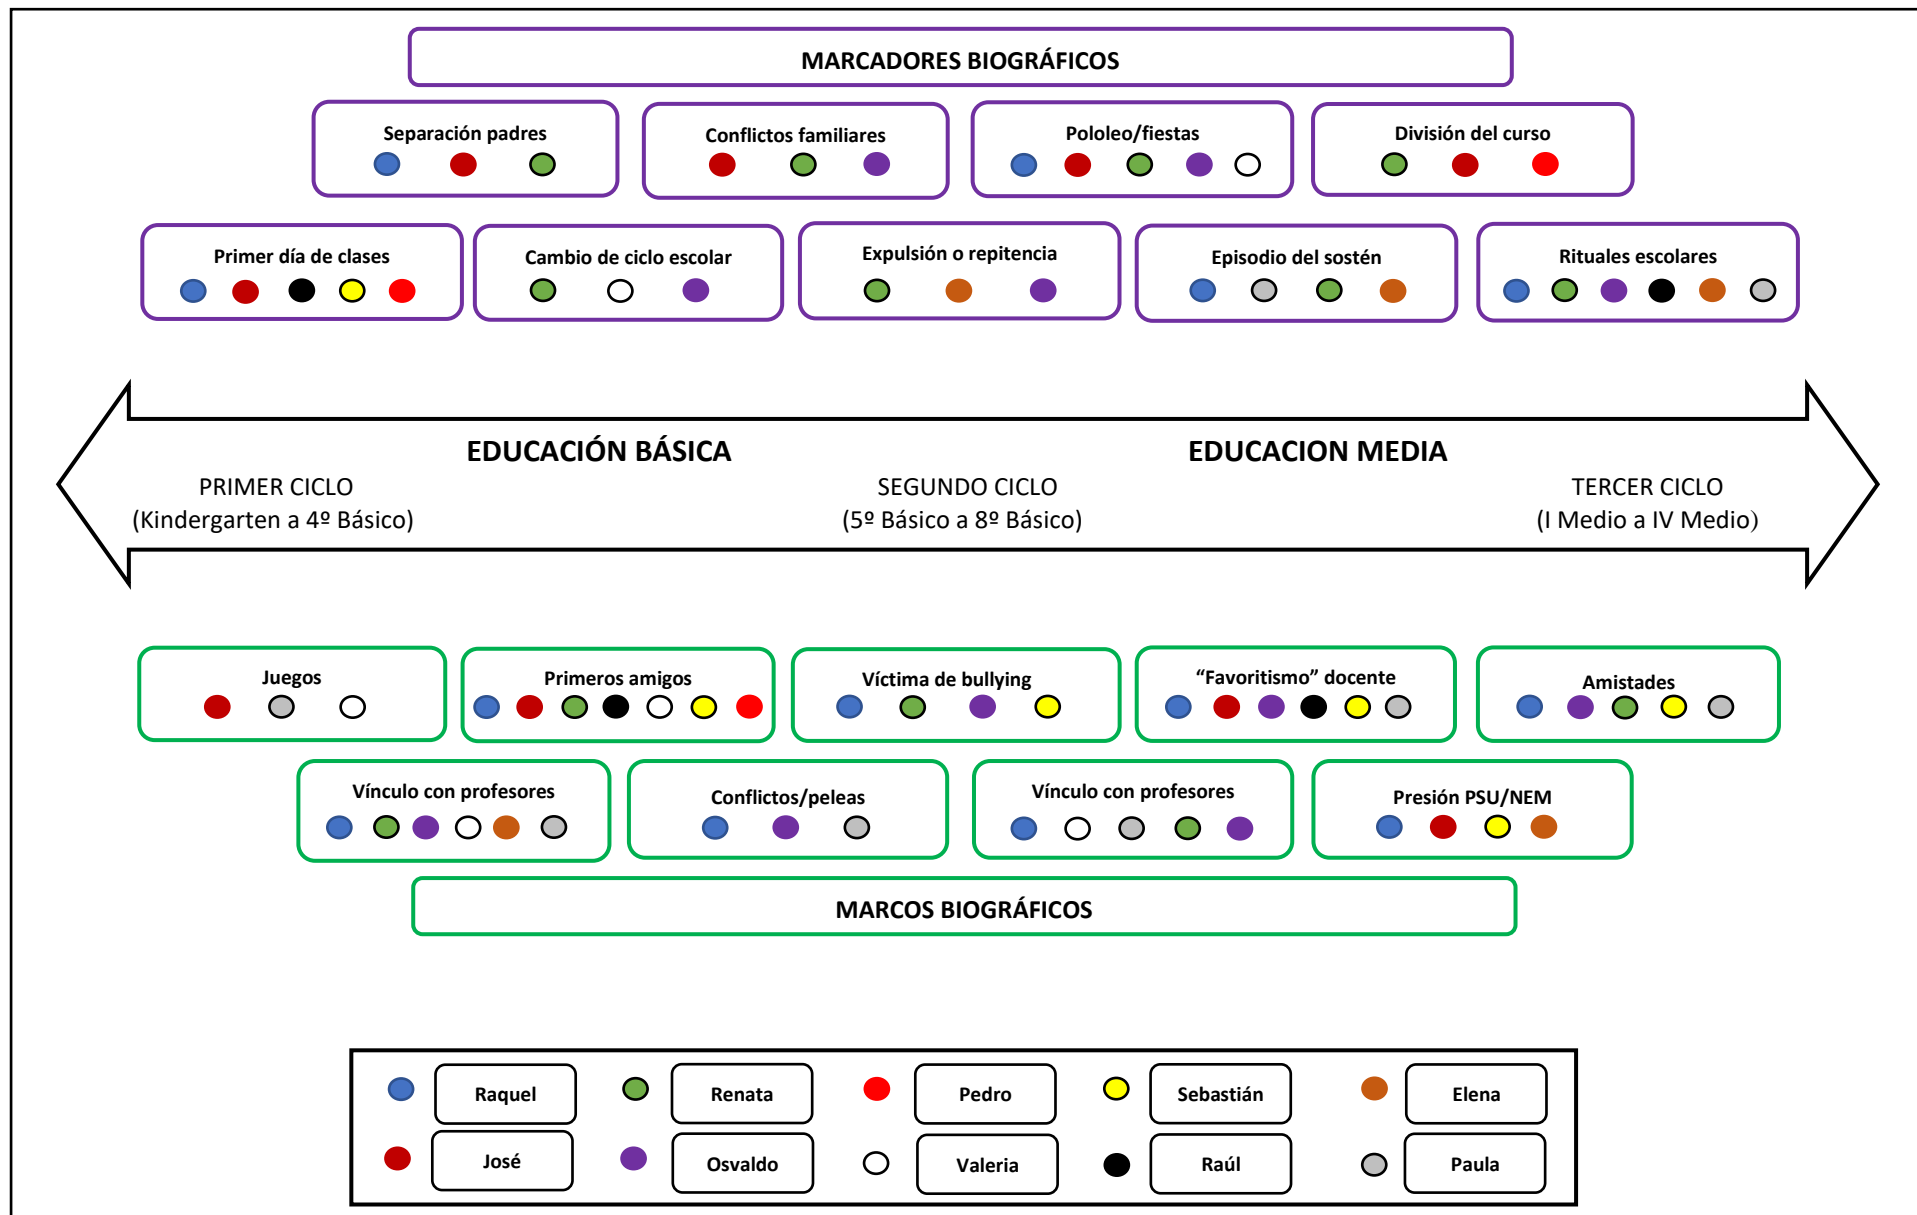 MARCADORES BIOGRÁFICOS
Separación padres
Conflictos familiares
Pololeo/fiestas
División del curso
Primer día de clases
Cambio de ciclo escolar
Expulsión o repitencia
Episodio del sostén
Rituales escolares
EDUCACIÓN BÁSICA
EDUCACION MEDIA
PRIMER CICLO
(Kindergarten a 4º Básico)
SEGUNDO CICLO
(5º Básico a 8º Básico)
TERCER CICLO
(I Medio a IV Medio)
Juegos
Primeros amigos
Víctima de bullying
“Favoritismo” docente
Amistades
Vínculo con profesores
Conflictos/peleas
Vínculo con profesores
Presión PSU/NEM
MARCOS BIOGRÁFICOS
Raquel
Renata
Pedro
Sebastián
Elena
José
Osvaldo
Valeria
Raúl
Paula